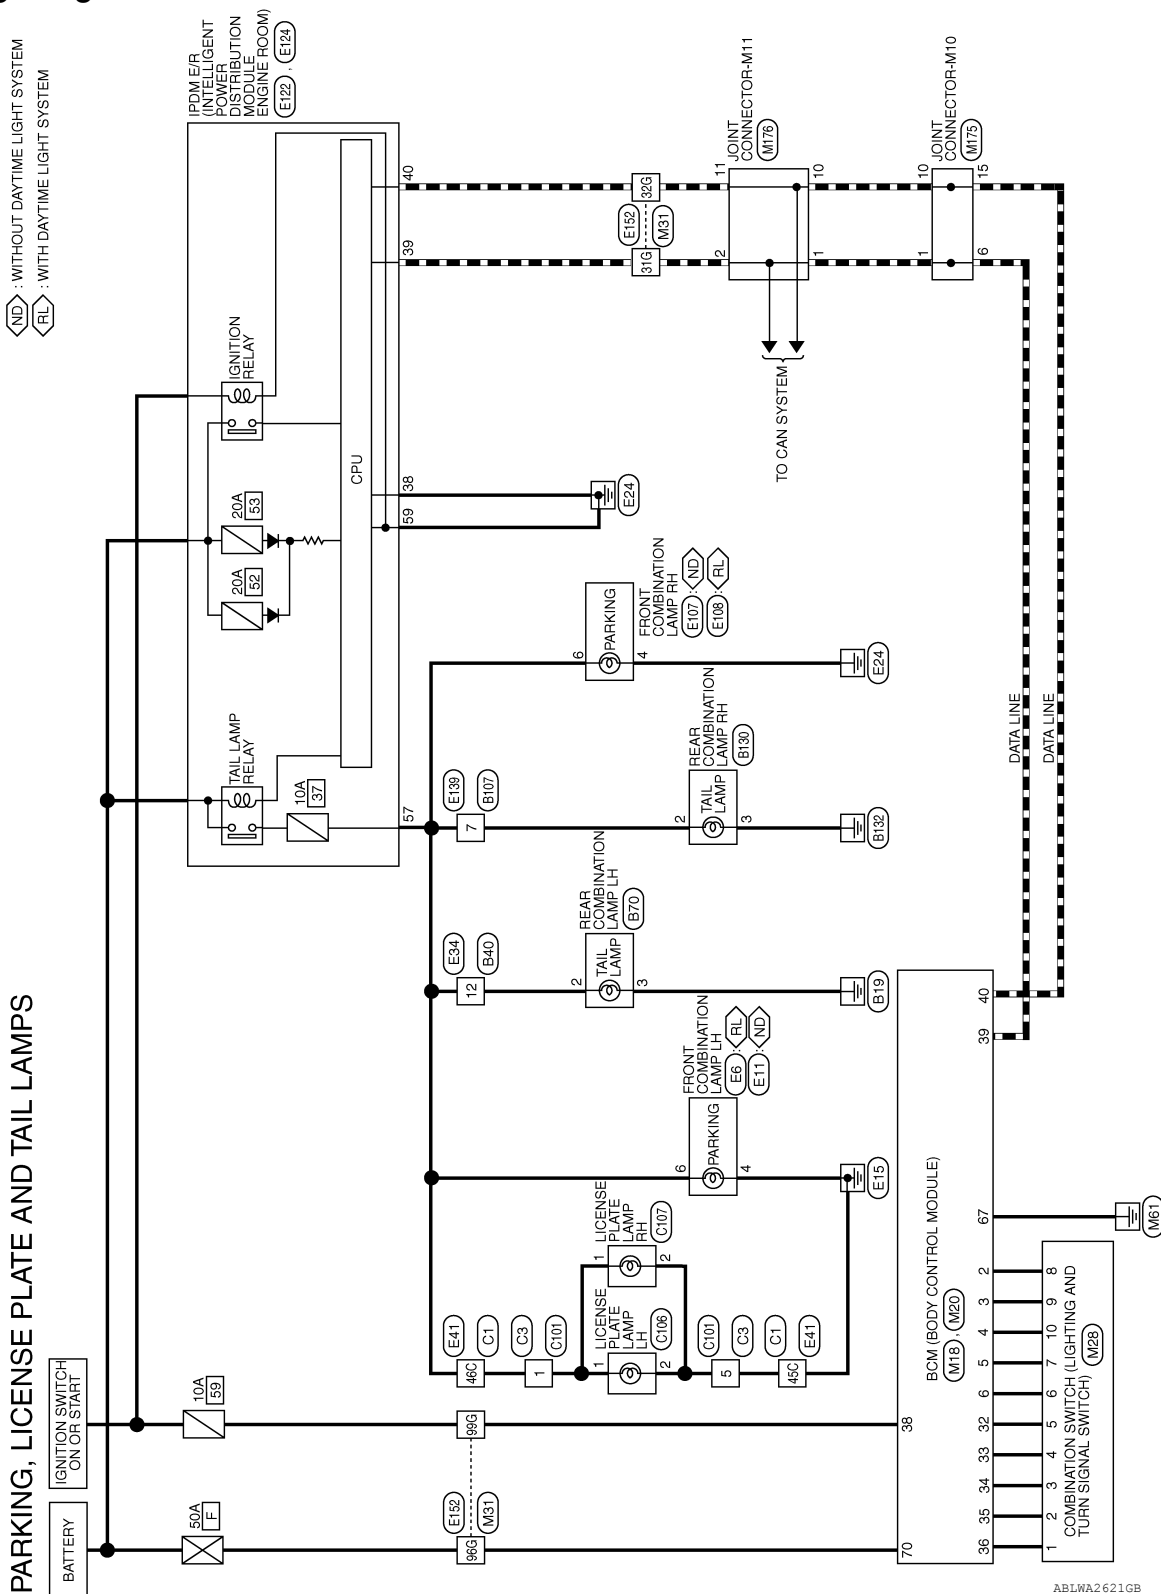 PARKING, LICENSE PLATE AND TAIL LAMPS
ND : WITHOUT DAYTIME LIGHT SYSTEM
RL : WITH DAYTIME LIGHT SYSTEM
BATTERY
IGNITION SWITCH
ON OR START
50A
F
10A
59
E152
M31
96G
99G
TAIL LAMP
RELAY
10A
37
20A
52
20A
53
IGNITION
RELAY
CPU
IPDM E/R
(INTELLIGENT
POWER
DISTRIBUTION
MODULE
ENGINE ROOM)
E122 , E124
57
59
38
39
40
E24
E41
C1
46C
C3
C101
1
LICENSE
PLATE
LAMP
LH
C106
1
2
LICENSE
PLATE
LAMP
RH
C107
1
2
C101
C3
5
C1
E41
45C
FRONT
COMBINATION
LAMP LH
E6 : RL
E11 : ND
6
PARKING
4
E15
E34
B40
12
REAR
COMBINATION
LAMP LH
B70
2
TAIL
LAMP
3
B19
E139
B107
7
REAR
COMBINATION
LAMP RH
B130
2
TAIL
LAMP
3
B132
FRONT
COMBINATION
LAMP RH
E107 : ND
E108 : RL
6
PARKING
4
E24
E152
M31
31G
32G
2
11
JOINT
CONNECTOR-M11
M176
1
10
TO CAN SYSTEM
1
10
JOINT
CONNECTOR-M10
M175
6
15
DATA LINE
DATA LINE
70
38
BCM (BODY CONTROL MODULE)
M18 , M20
36
35
34
33
32
6
5
4
3
2
67
39
40
1
2
3
4
5
6
7
10
9
8
COMBINATION SWITCH (LIGHTING AND
TURN SIGNAL SWITCH)
M28
M61
ABLWA2621GB